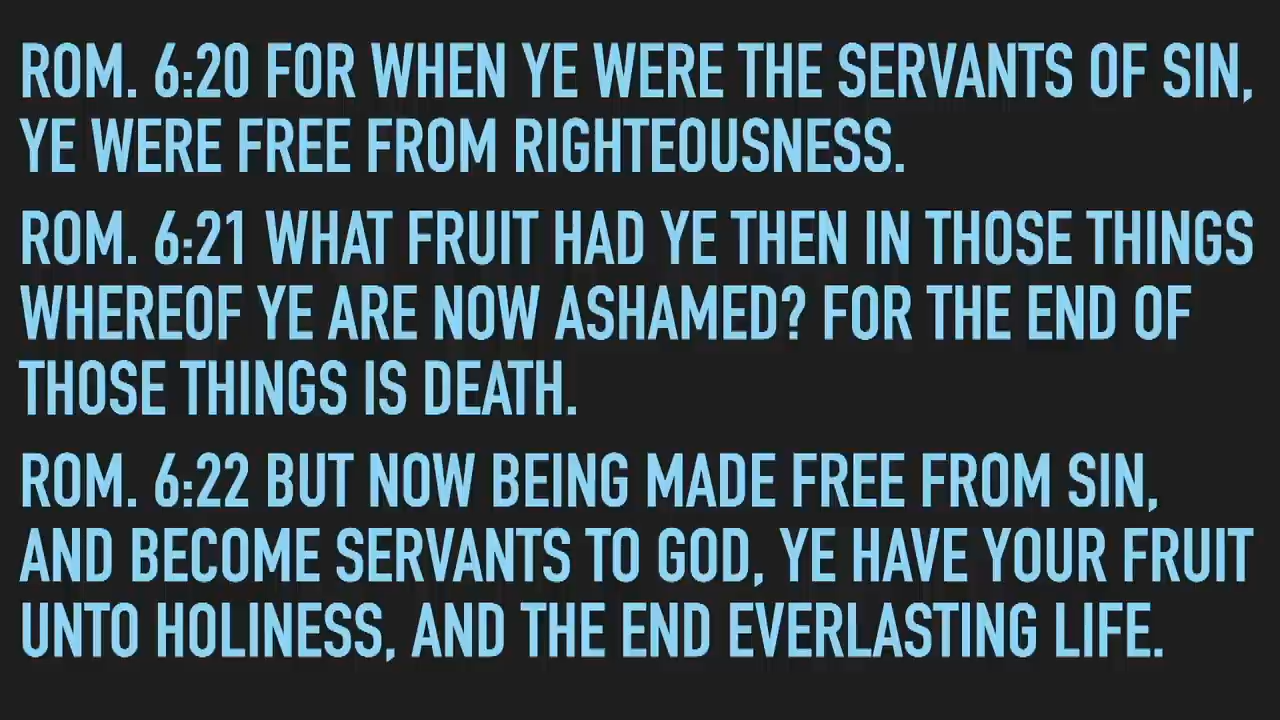 ROM. 6:20 FOR WHEN YE WERE THE SERVANTS OF SIN,
YE WERE FREE FROM RIGHTEOUSNESS.
ROM. 6:21 WHAT FRUIT HAD YE THEN IN THOSE THINGS
WHEREOF YE ARE NOW ASHAMED? FOR THE END OF
THOSE THINGS IS DEATH.
ROM. 6:22 BUT NOW BEING MADE FREE FROM SIN,
AND BECOME SERVANTS TO GOD, YE HAVE YOUR FRUIT
UNTO HOLINESS, AND THE END EVERLASTING LIFE.